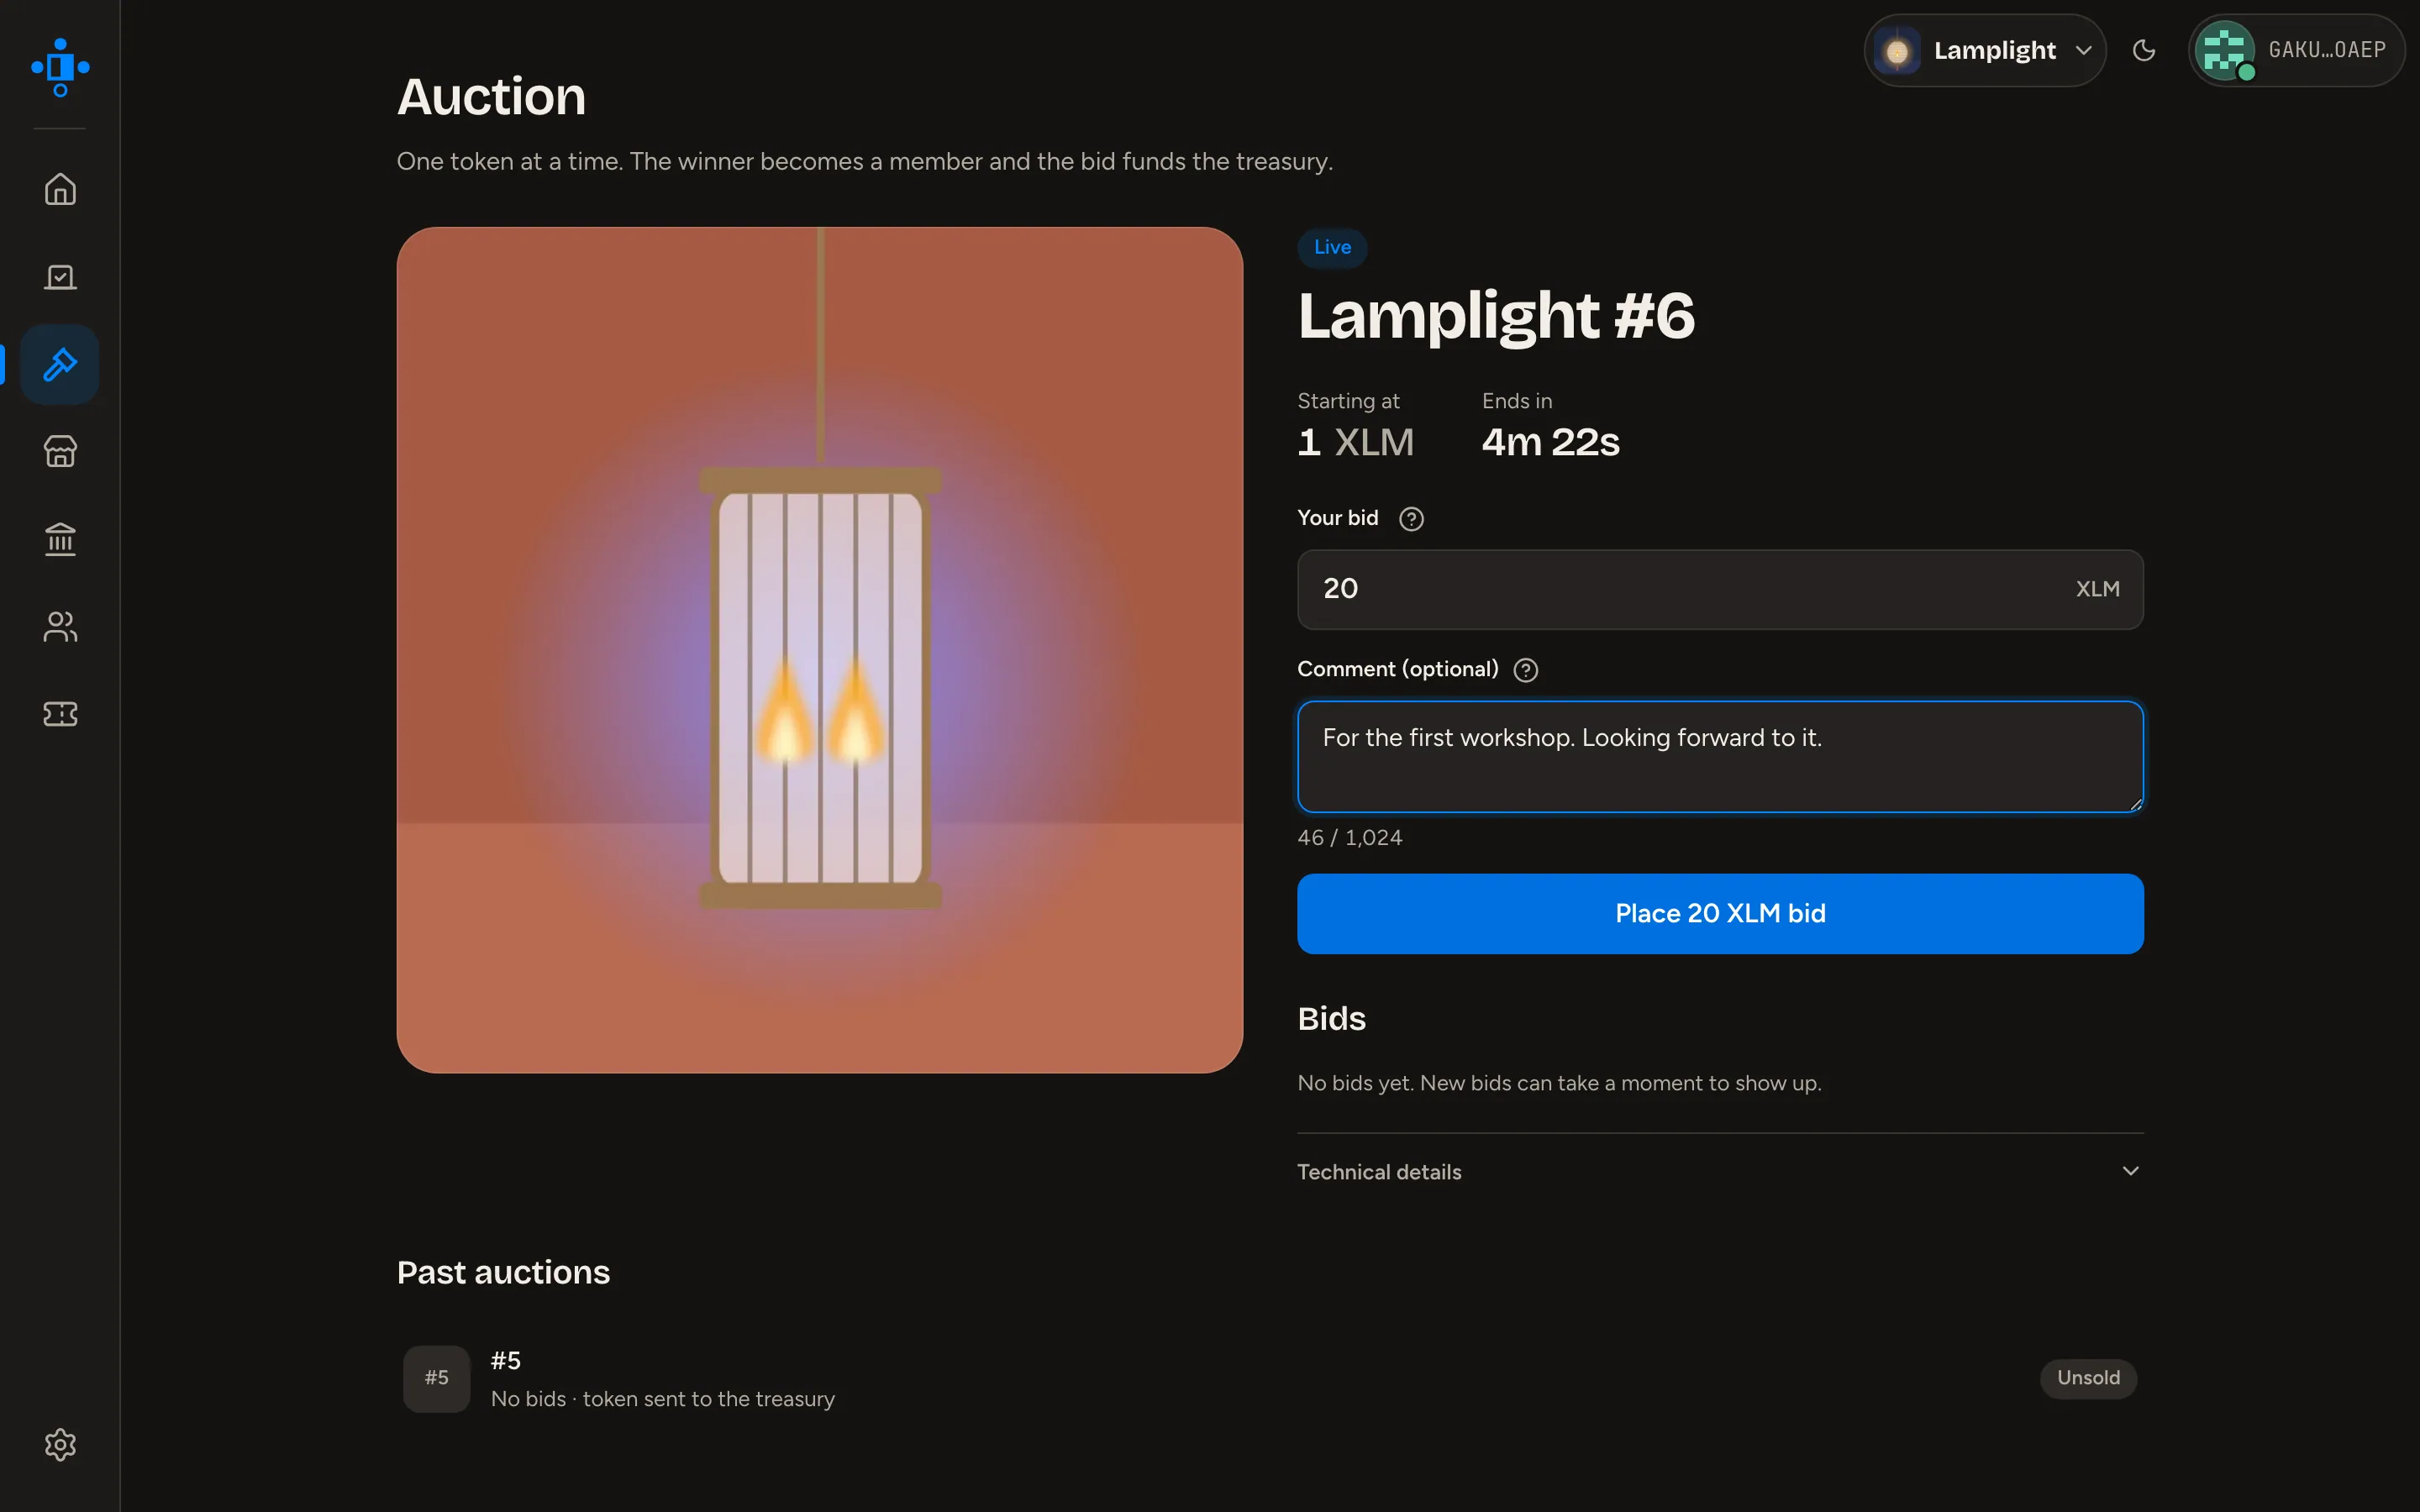 Lamplight
GAKU...OAEP
Auction
One token at a time. The winner becomes a member and the bid funds the treasury.
Live
Lamplight #6
Starting at
1 XLM
Ends in
4m 22s
Your bid
20 XLM
Comment (optional)
For the first workshop. Looking forward to it.
46 / 1,024
Place 20 XLM bid
Bids
No bids yet. New bids can take a moment to show up.
Technical details
Past auctions
#5
#5
No bids · token sent to the treasury
Unsold